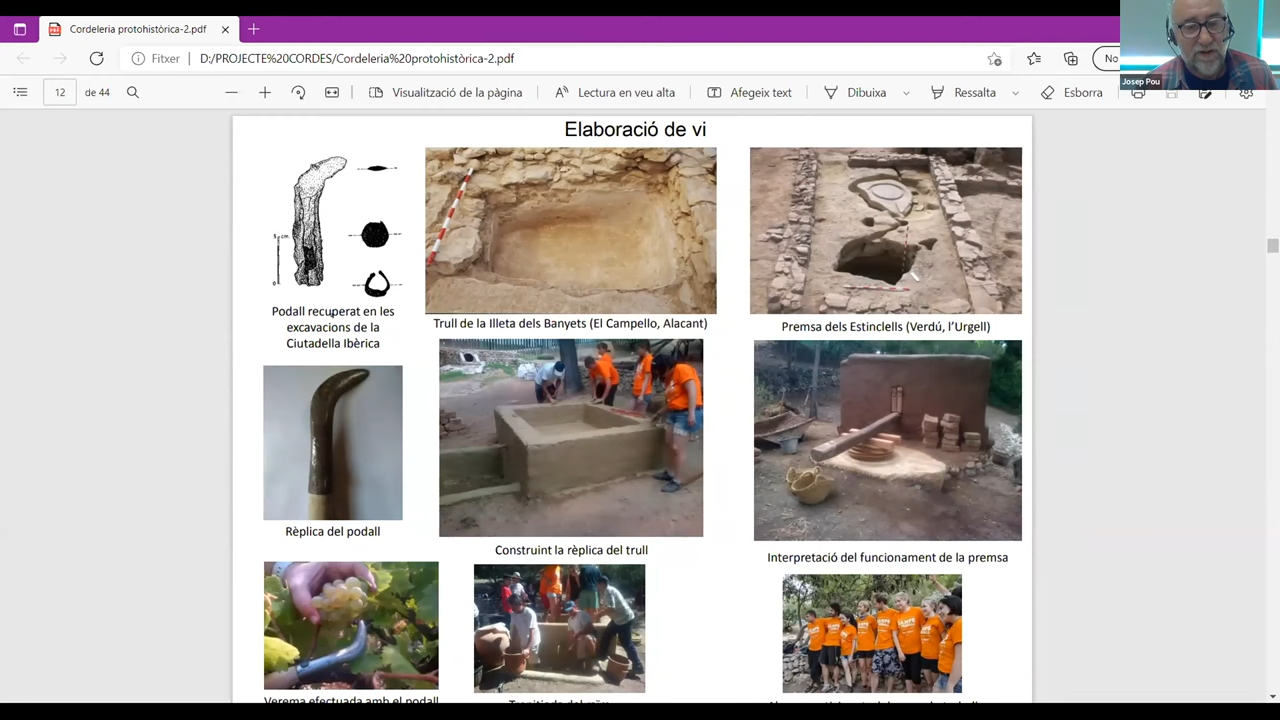 Cordeleria protohistòrica-2.pdf
Fitxer
D:/PROJECTE%20CORDES/Cordeleria%20protohistòrica-2.pdf
No
Josep Pou
12
de 44
Visualització de la pàgina
Lectura en veu alta
Afegeix text
Dibuixa
Ressalta
Esborra
Elaboració de vi
Podall recuperat en les
excavacions de la
Ciutadella Ibèrica
Trull de la Illeta dels Banyets (El Campello, Alacant)
Premsa dels Estinclells (Verdú, l'Urgell)
Rèplica del podall
Construint la rèplica del trull
Interpretació del funcionament de la premsa
Verema efectuada amb el podall